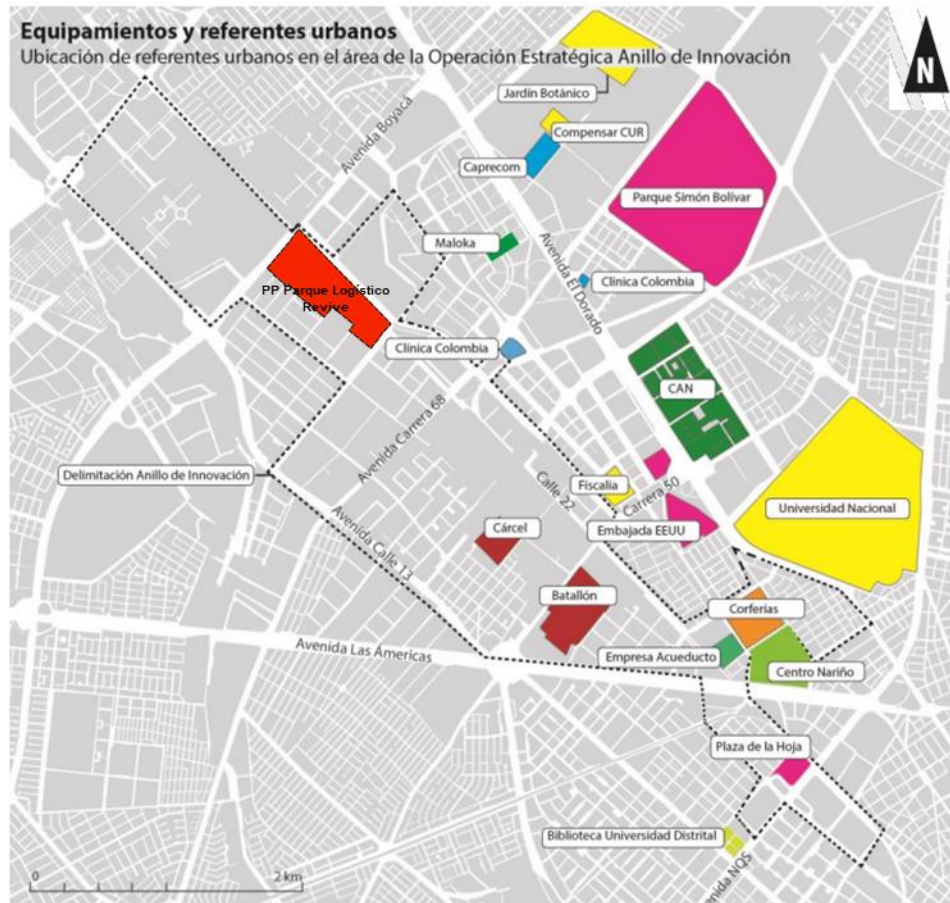 Equipamientos y referentes urbanos
Ubicación de referentes urbanos en el área de la Operación Estratégica Anillo de Innovación
N
Jardín Botánico
Avenida Boyacá
Compensar CUR
Caprecom
Parque Simón Bolívar
Maloka
Avenida El Dorado
Clínica Colombia
PP Parque Logístico
Revive
Clínica Colombia
CAN
Avenida Carrera 68
Delimitación Anillo de Innovación
Calle 22
Fiscalia
Carrera 50
Universidad Nacional
Embajada EEUU
Avenida Calle 13
Cárcel
Batallón
Corferias
Avenida Las Américas
Empresa Acueducto
Centro Nariño
Plaza de la Hoja
Biblioteca Universidad Distrital
Avenida NQS
0
2 km